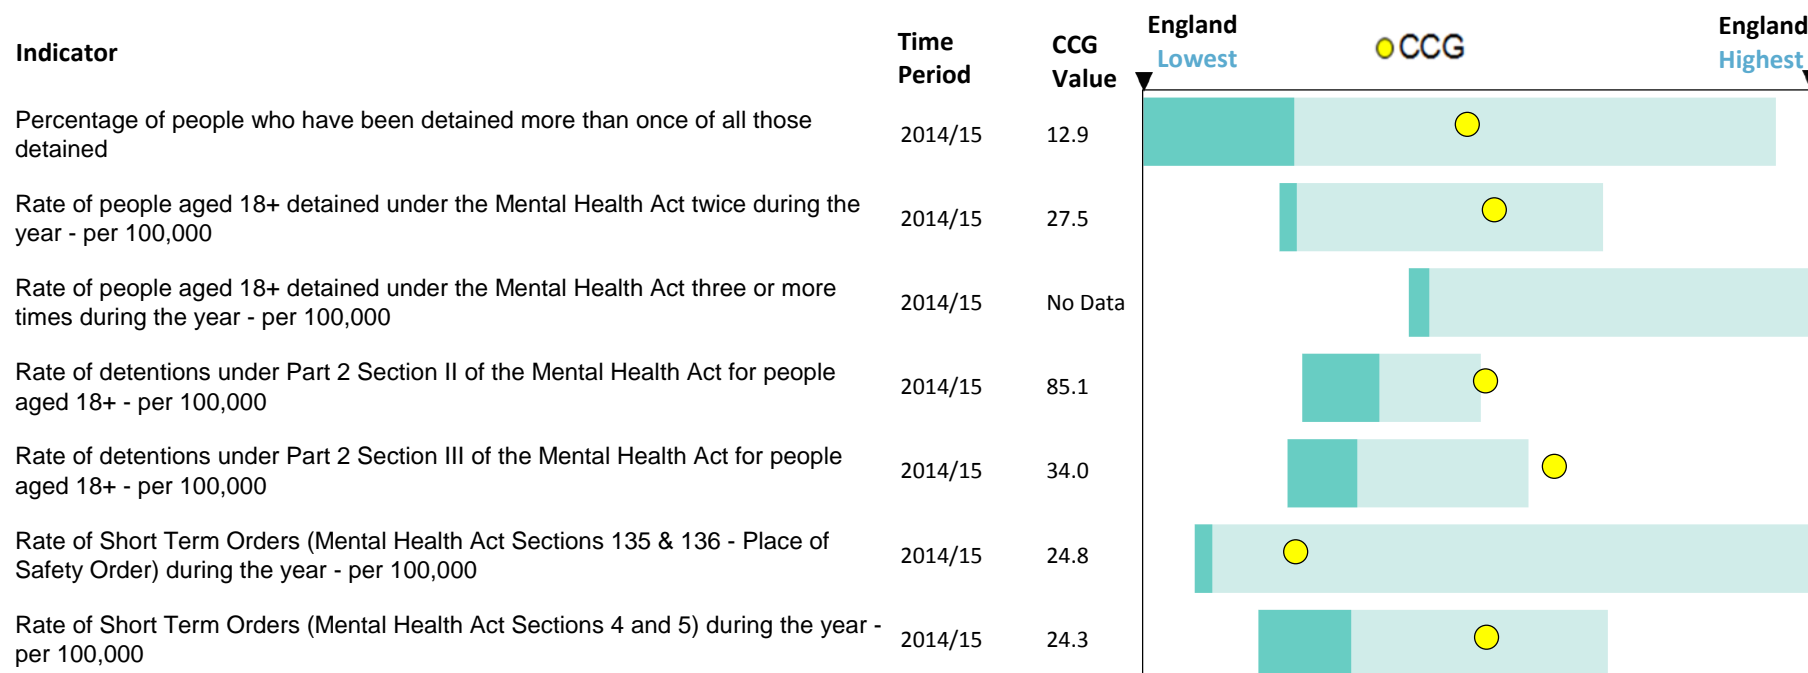 Indicator
Time
Period
CCG
Value
England
Lowest
CCG
England
Highest
Percentage of people who have been detained more than once of all those
detained
2014/15
12.9
Rate of people aged 18+ detained under the Mental Health Act twice during the
year - per 100,000
2014/15
27.5
Rate of people aged 18+ detained under the Mental Health Act three or more
times during the year - per 100,000
2014/15
No Data
Rate of detentions under Part 2 Section II of the Mental Health Act for people
aged 18+ - per 100,000
2014/15
85.1
Rate of detentions under Part 2 Section III of the Mental Health Act for people
aged 18+ - per 100,000
2014/15
34.0
Rate of Short Term Orders (Mental Health Act Sections 135 & 136 - Place of
Safety Order) during the year - per 100,000
2014/15
24.8
Rate of Short Term Orders (Mental Health Act Sections 4 and 5) during the year -
per 100,000
2014/15
24.3